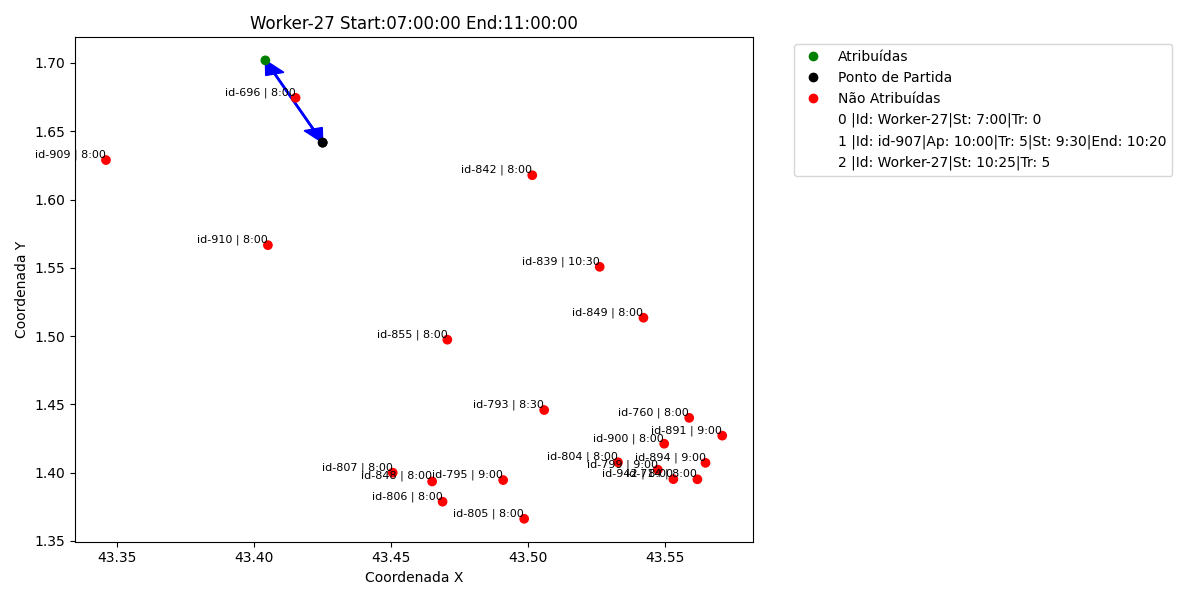 Worker-27 Start:07:00:00 End:11:00:00
Coordenada Y
1.70
1.65
1.60
1.55
1.50
1.45
1.40
1.35
id-696 | 8:00
id-909 | 8:00
id-842 | 8:00
id-910 | 8:00
id-839 | 10:30
id-849 | 8:00
id-855 | 8:00
id-793 | 8:30
id-760 | 8:00
id-891 | 9:00
id-900 | 8:00
id-804 | 8:00
id-894 | 9:00
id-807 | 8:00
id-795 | 9:00
id-806 | 8:00
id-805 | 8:00
43.35
43.40
43.45
43.50
43.55
Coordenada X
Atribuídas
Ponto de Partida
Não Atribuídas
0 |Id: Worker-27|St: 7:00|Tr: 0
1 |Id: id-907|Ap: 10:00|Tr: 5|St: 9:30|End: 10:20
2 |Id: Worker-27|St: 10:25|Tr: 5